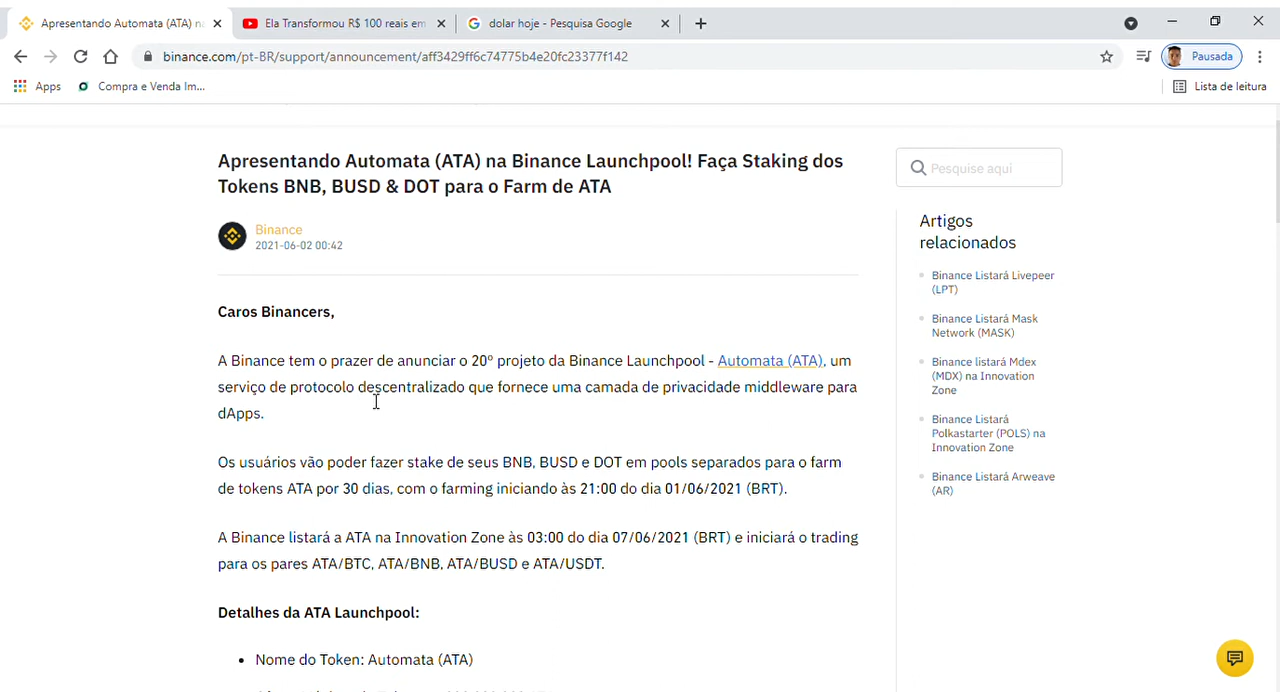 Apresentando Automata (ATA) na
Ela Transformou R$ 100 reais em
dolar hoje - Pesquisa Google
binance.com/pt-BR/support/announcement/aff3429ff6c74775b4e20fc23377f142
Pausada
Apps
Compra e Venda Im...
Lista de leitura
Apresentando Automata (ATA) na Binance Launchpool! Faça Staking dos
Tokens BNB, BUSD & DOT para o Farm de ATA
Binance
2021-06-02 00:42
Caros Binancers,
A Binance tem o prazer de anunciar o 20º projeto da Binance Launchpool - Automata (ATA), um
serviço de protocolo descentralizado que fornece uma camada de privacidade middleware para
dApps.
Os usuários vão poder fazer stake de seus BNB, BUSD e DOT em pools separados para o farm
de tokens ATA por 30 dias, com o farming iniciando às 21:00 do dia 01/06/2021 (BRT).
A Binance listará a ATA na Innovation Zone às 03:00 do dia 07/06/2021 (BRT) e iniciará o trading
para os pares ATA/BTC, ATA/BNB, ATA/BUSD e ATA/USDT.
Detalhes da ATA Launchpool:
Nome do Token: Automata (ATA)
Pesquise aqui
Artigos
relacionados
Binance Listará Livepeer
(LPT)
Binance Listará Mask
Network (MASK)
Binance listará Mdex
(MDX) na Innovation
Zone
Binance Listará
Polkastarter (POLS) na
Innovation Zone
Binance Listará Arweave
(AR)